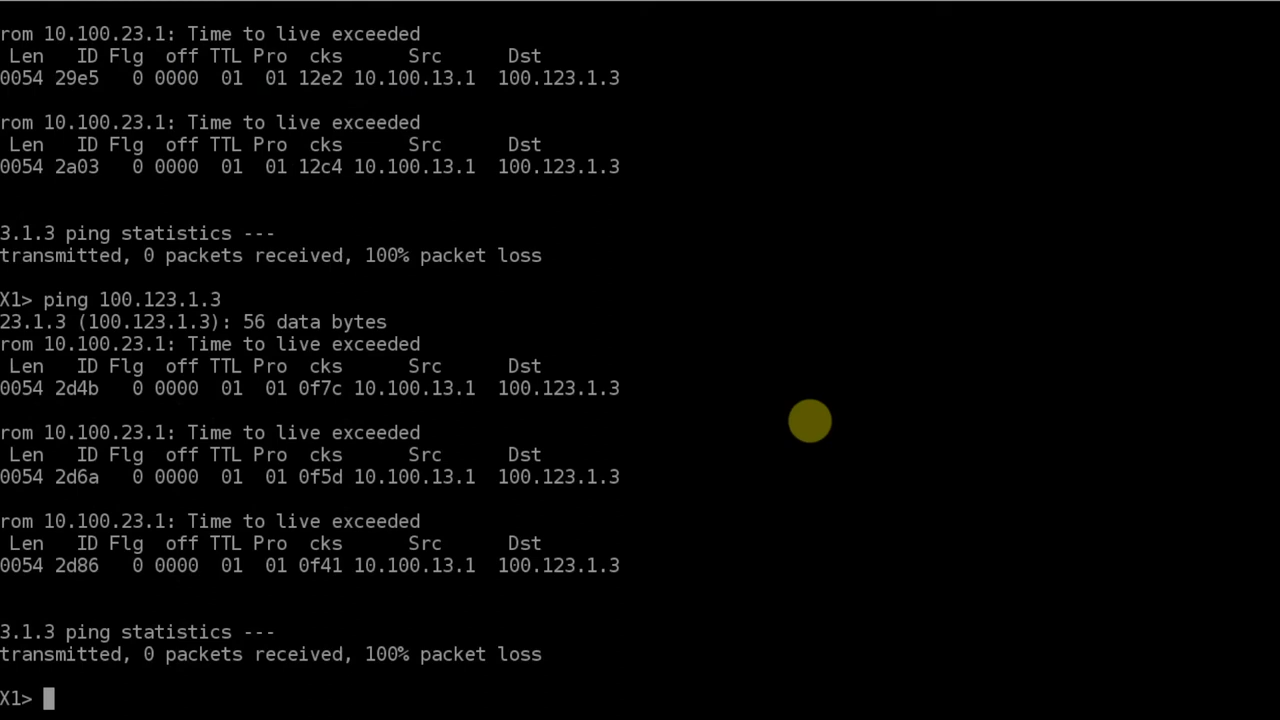 rom 10.100.23.1: Time to live exceeded
Len ID Flg off TTL Pro cks Src Dst
0054 29e5 0 0000 01 01 12e2 10.100.13.1 100.123.1.3
rom 10.100.23.1: Time to live exceeded
Len ID Flg off TTL Pro cks Src Dst
0054 2a03 0 0000 01 01 12c4 10.100.13.1 100.123.1.3
3.1.3 ping statistics ---
transmitted, 0 packets received, 100% packet loss
X1> ping 100.123.1.3
23.1.3 (100.123.1.3): 56 data bytes
rom 10.100.23.1: Time to live exceeded
Len ID Flg off TTL Pro cks Src Dst
0054 2d4b 0 0000 01 01 0f7c 10.100.13.1 100.123.1.3
rom 10.100.23.1: Time to live exceeded
Len ID Flg off TTL Pro cks Src Dst
0054 2d6a 0 0000 01 01 0f5d 10.100.13.1 100.123.1.3
rom 10.100.23.1: Time to live exceeded
Len ID Flg off TTL Pro cks Src Dst
0054 2d86 0 0000 01 01 0f41 10.100.13.1 100.123.1.3
3.1.3 ping statistics ---
transmitted, 0 packets received, 100% packet loss
X1>